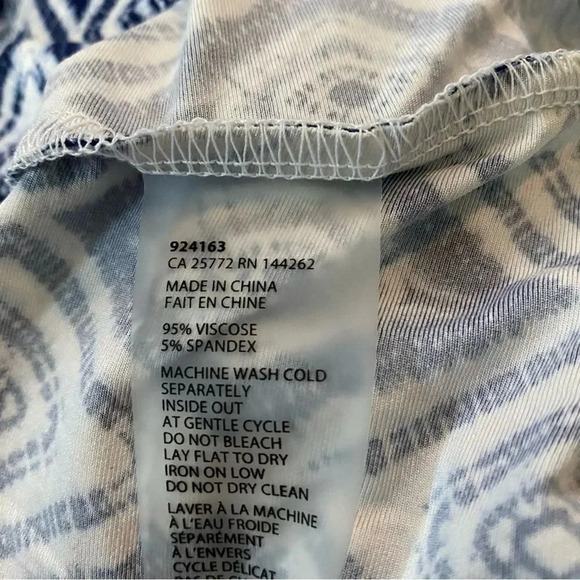 924163
CA 25772 RN 144262
MADE IN CHINA
FAIT EN CHINE
95% VISCOSE
5% SPANDEX
MACHINE WASH COLD
SEPARATELY
INSIDE OUT
AT GENTLE CYCLE
DO NOT BLEACH
LAY FLAT TO DRY
IRON ON LOW
DO NOT DRY CLEAN
LAVER À LA MACHINE
À L'EAU FROIDE
SÉPARÉMENT
À L'ENVERS
CYCLE DÉLICAT
PAS DE